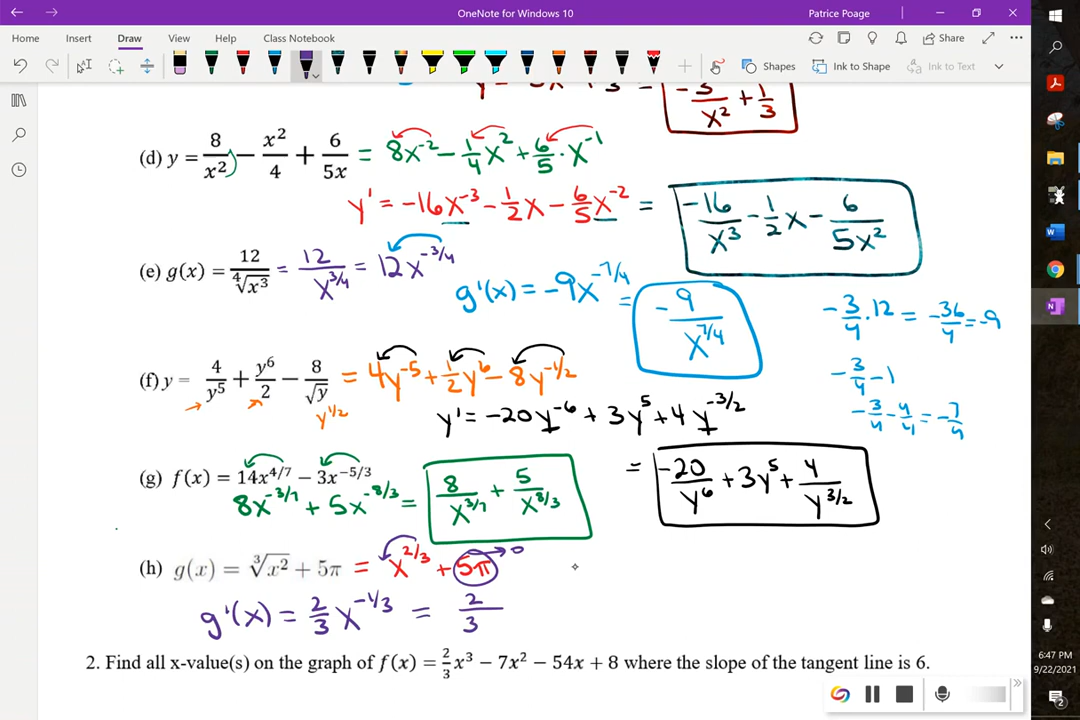 OneNote for Windows 10
Patrice Poage
Home Insert Draw View Help Class Notebook
Share
Shapes Ink to Shape Ink to Text
= -3/x² + 1/3
(d) y = 8/x² − x²/4 + 6/5x = 8x⁻² − 1/4 x² + 6/5 · x⁻¹
y' = -16x⁻³ − 1/2 x − 6/5 x⁻² = -16/x³ − 1/2 x − 6/5x²
(e) g(x) = 12/⁴√x³ = 12/x^3/4 = 12x^-3/4
g'(x) = -9x^-7/4 = -9/x^7/4
-3/4 · 12 = -36/4 = -9
-3/4 - 1
-3/4 - 4/4 = -7/4
(f) y = 4/y⁵ + y⁶/2 − 8/√y = 4y⁻⁵ + 1/2 y⁶ − 8y^-1/2
y^1/2
y' = -20y⁻⁶ + 3y⁵ + 4y^-3/2
= -20/y⁶ + 3y⁵ + 4/y^3/2
(g) f(x) = 14x^4/7 − 3x^−5/3
8x^-3/7 + 5x^-8/3 = 8/x^3/7 + 5/x^8/3
(h) g(x) = ³√x² + 5π = x^2/3 + 5π → 0
g'(x) = 2/3 x^-1/3 = 2/3
2. Find all x-value(s) on the graph of f(x) = 2/3 x³ − 7x² − 54x + 8 where the slope of the tangent line is 6.
6:47 PM
9/22/2021
2